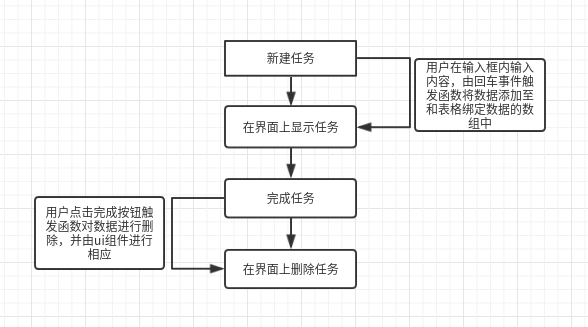 新建任务
用户在输入框内输入
内容，由回车事件触
发函数将数据添加至
和表格绑定数据的数
组中
在界面上显示任务
完成任务
用户点击完成按钮触
发函数对数据进行删
除，并由ui组件进行
相应
在界面上删除任务